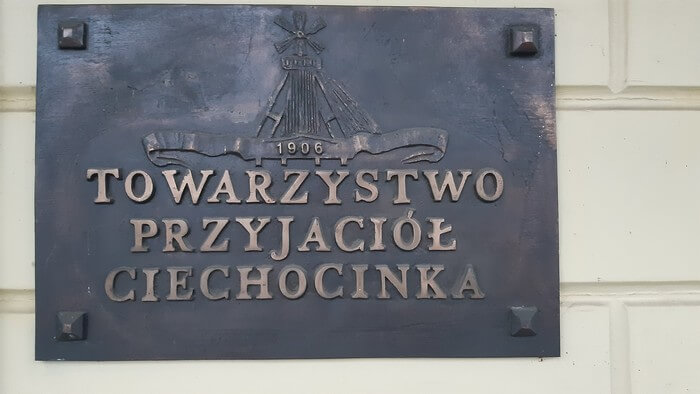 1906
TOWARZYSTWO
PRZYJACIÓŁ
CIECHOCINKA